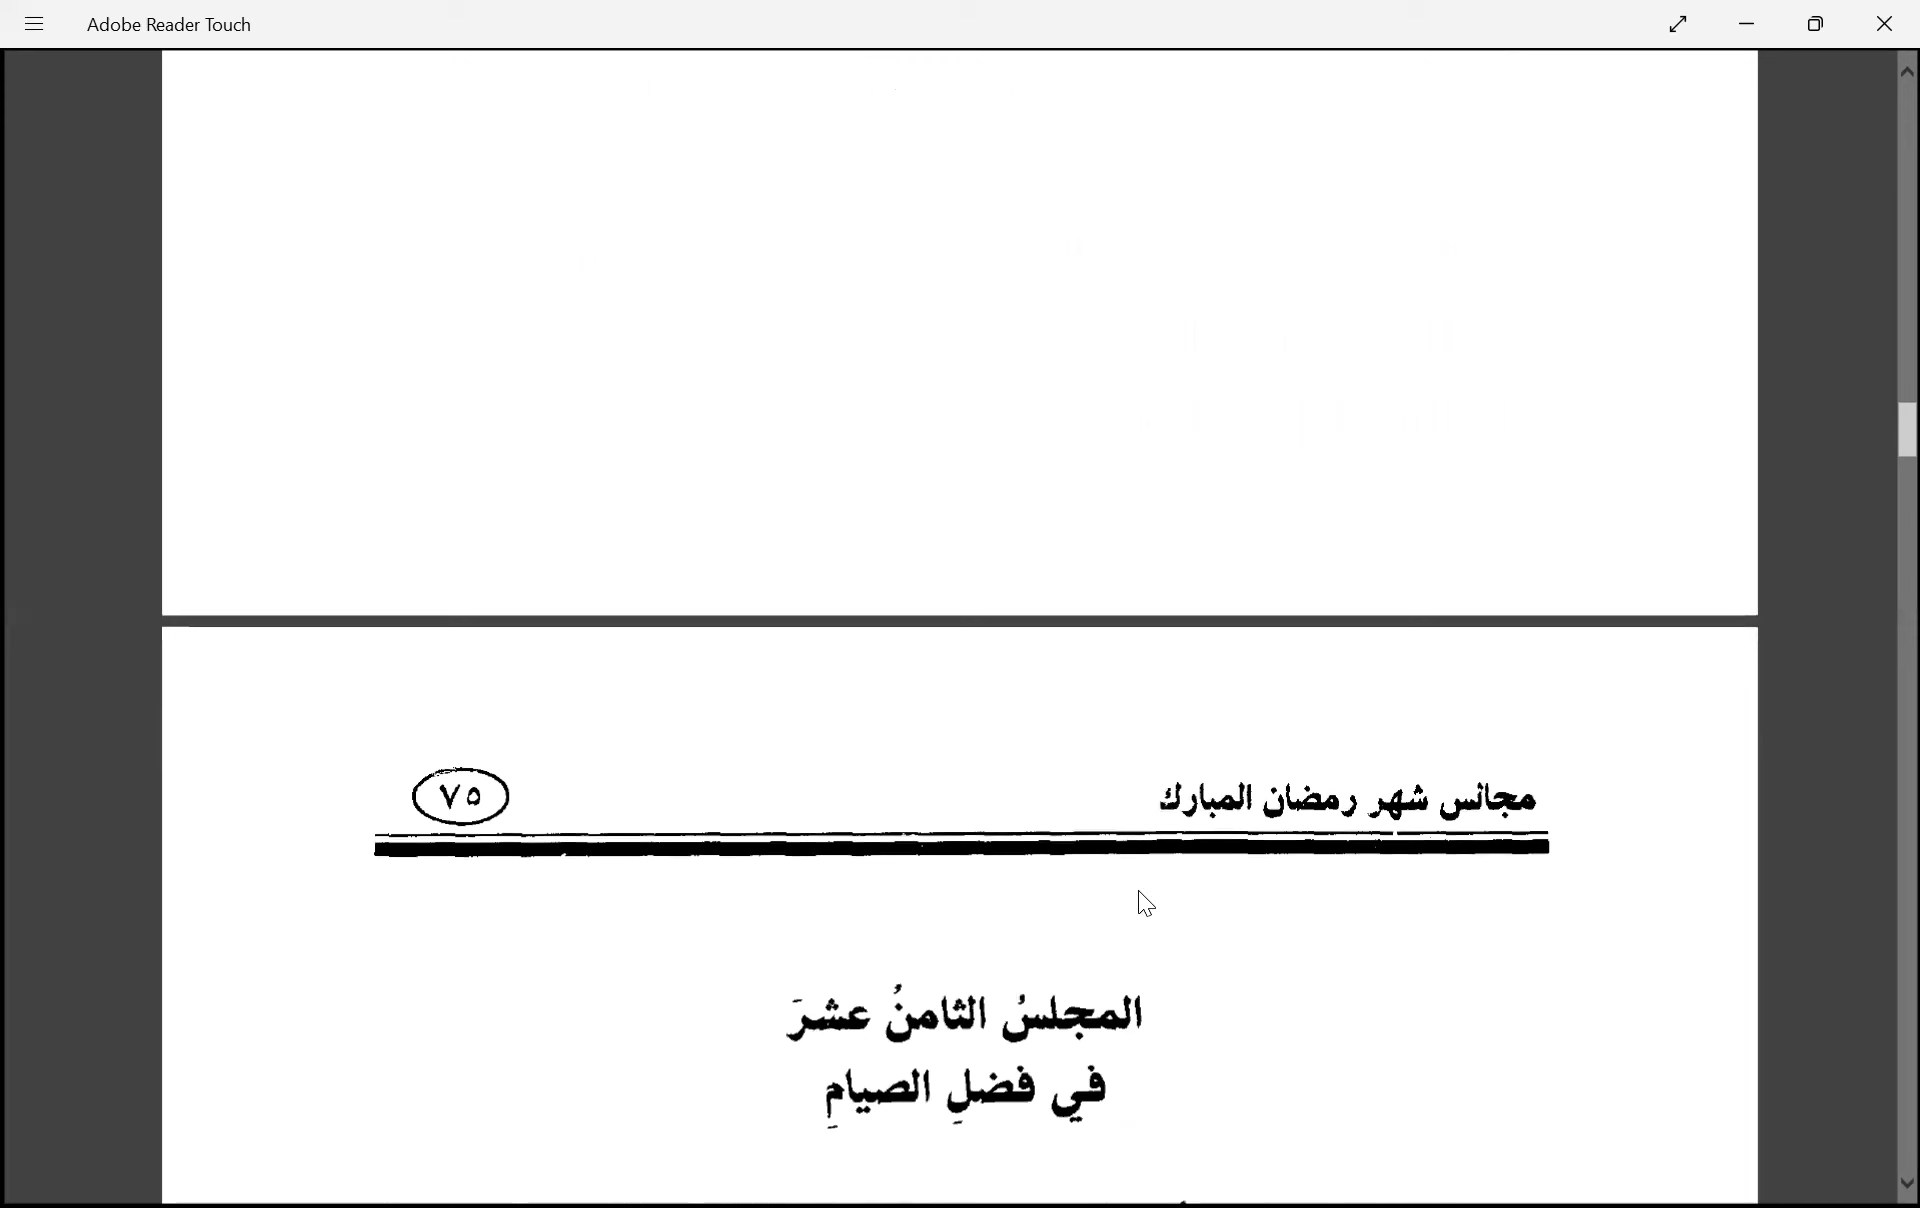 Adobe Reader Touch
مجالس شهر رمضان المبارك
٧٥
المجلسُ الثامنُ عشرَ
في فضلِ الصيامِ